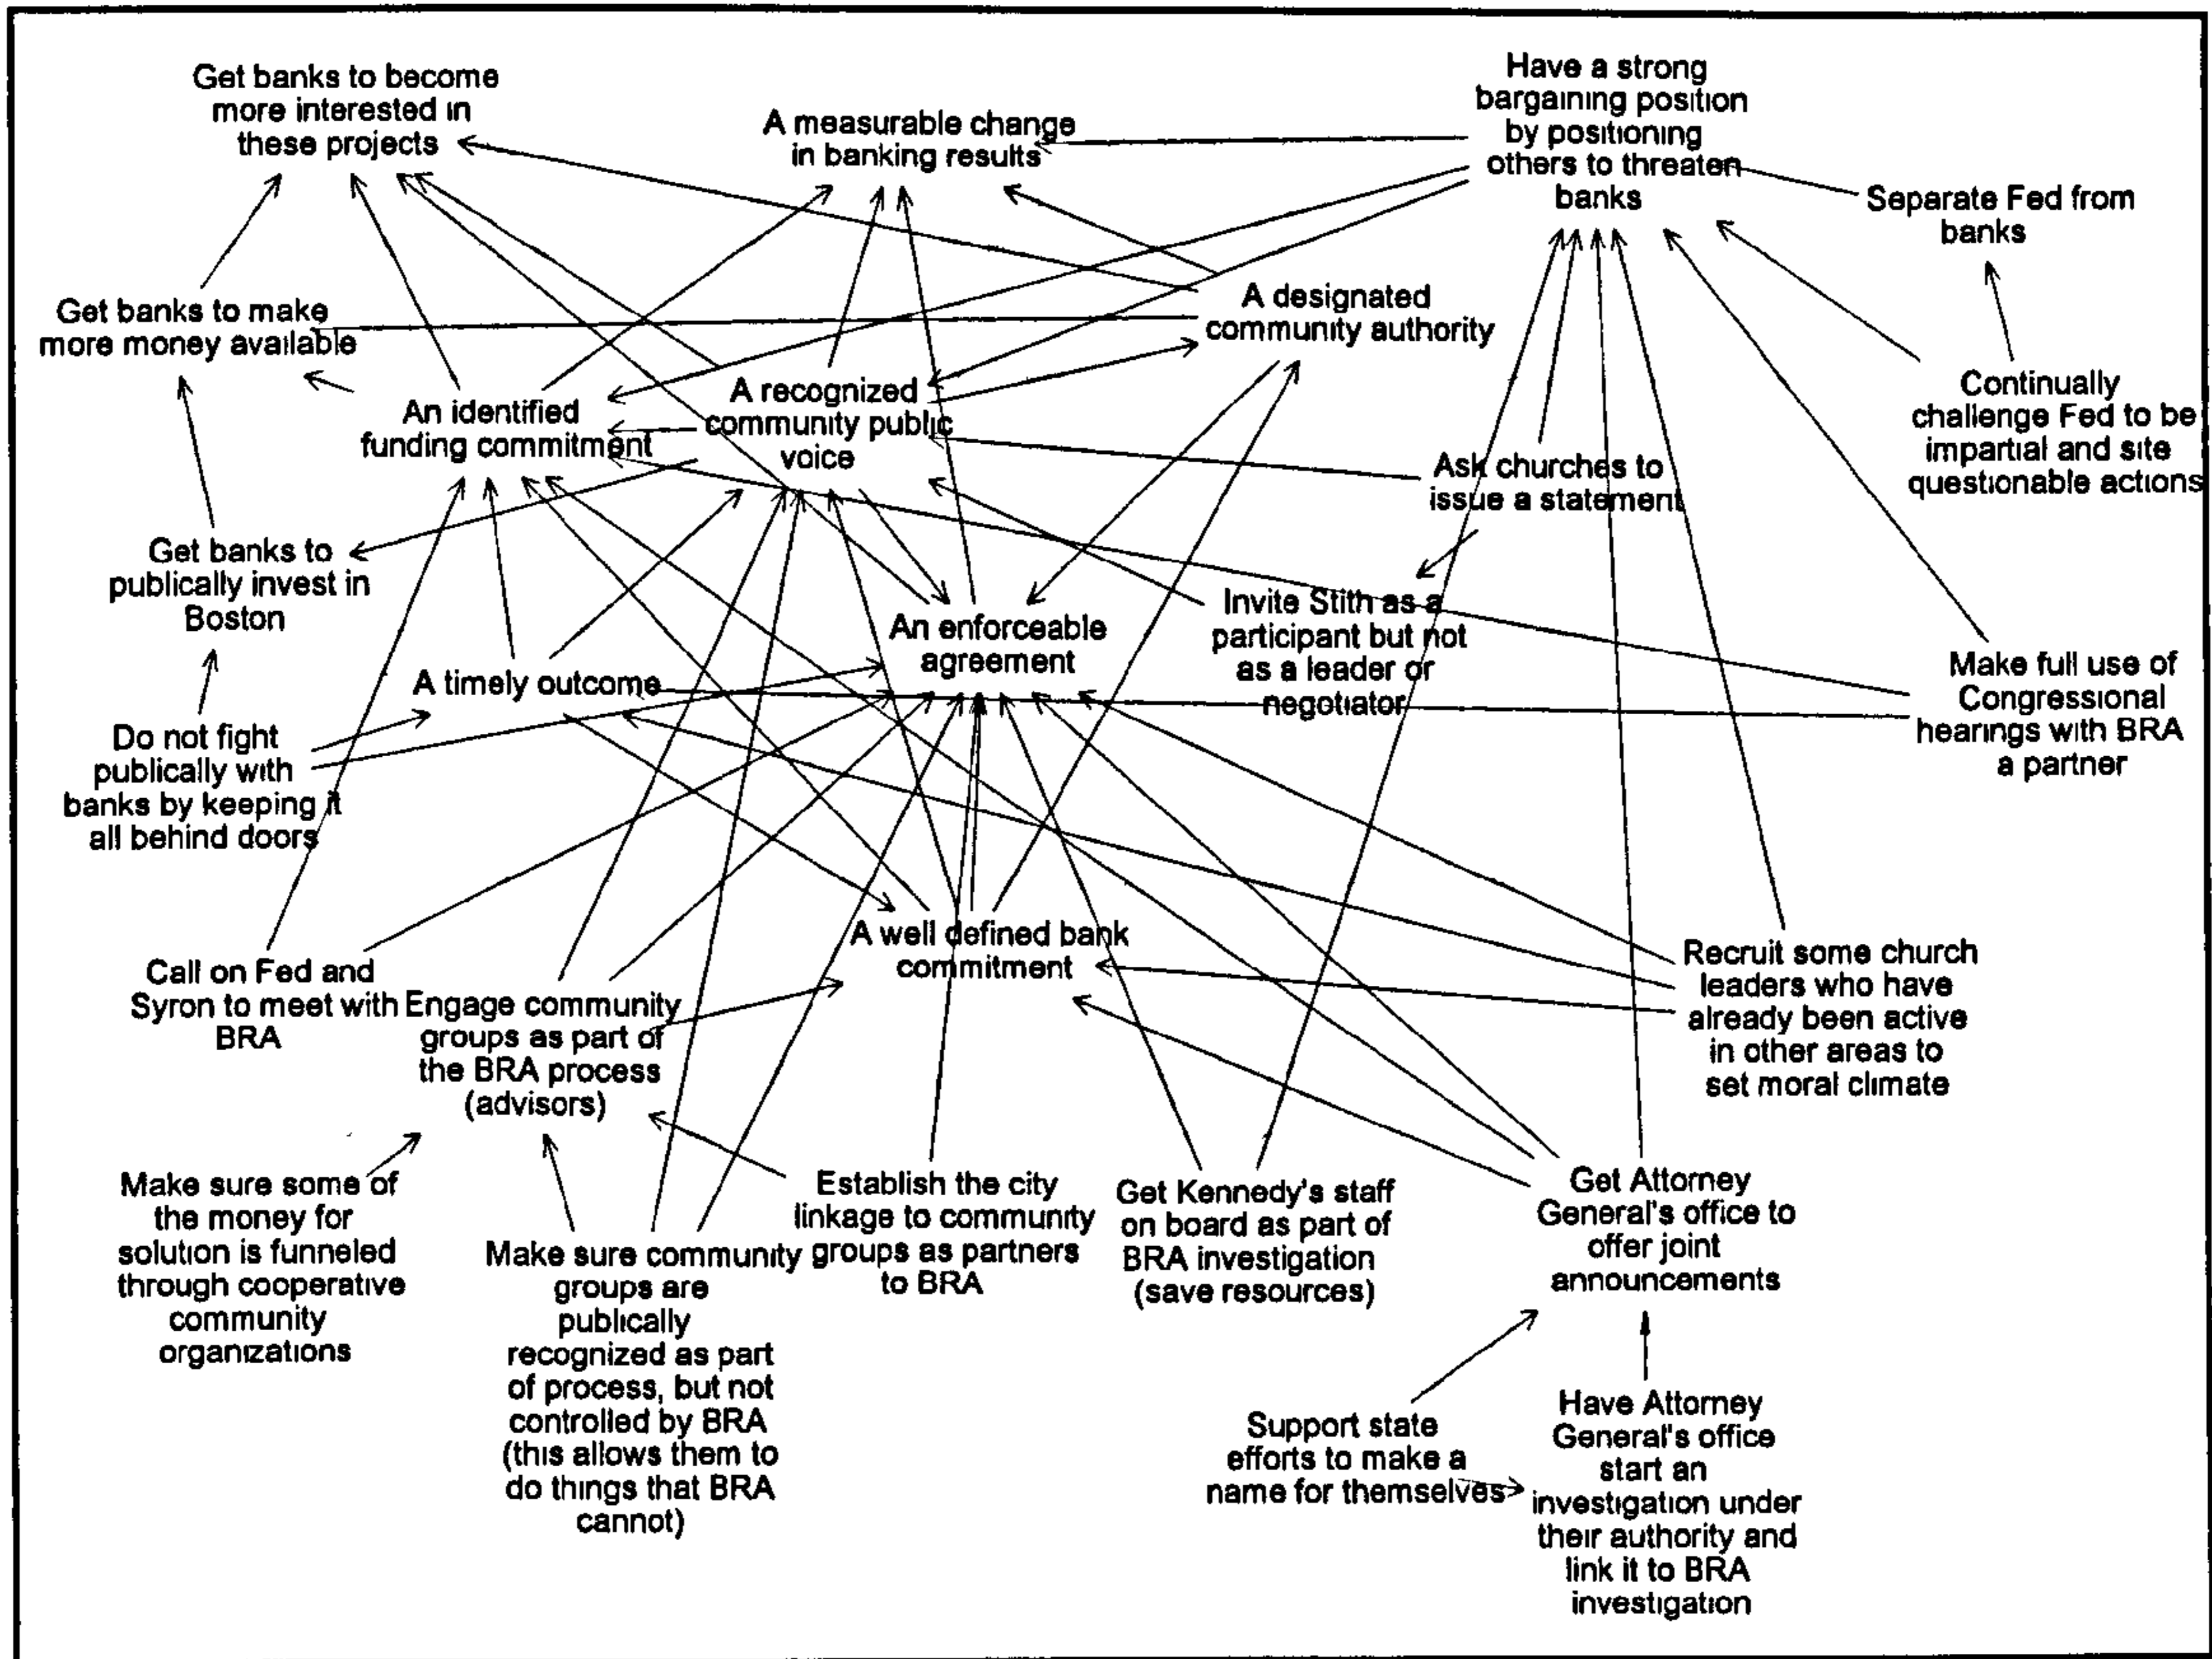 Get banks to become
more interested in
these projects
A measurable change
in banking results
Have a strong
bargaining position
by positioning
others to threaten
banks
Separate Fed from
banks
Get banks to make
more money available
A designated
community authority
An identified
funding commitment
A recognized
community public
voice
Continually
challenge Fed to be
impartial and site
questionable actions
Ask churches to
issue a statement
Get banks to
publically invest in
Boston
An enforceable
agreement
Invite Stith as a
participant but not
as a leader or
negotiator
A timely outcome
Make full use of
Congressional
hearings with BRA
a partner
Do not fight
publically with
banks by keeping it
all behind doors
A well defined bank
commitment
Call on Fed and
Syron to meet with
BRA
Engage community
groups as part of
the BRA process
(advisors)
Recruit some church
leaders who have
already been active
in other areas to
set moral climate
Make sure some of
the money for
solution is funneled
through cooperative
community
organizations
Make sure community
groups are
publically
recognized as part
of process, but not
controlled by BRA
(this allows them to
do things that BRA
cannot)
Establish the city
linkage to community
groups as partners
to BRA
Get Kennedy's staff
on board as part of
BRA investigation
(save resources)
Get Attorney
General's office to
offer joint
announcements
Support state
efforts to make a
name for themselves
Have Attorney
General's office
start an
investigation under
their authority and
link it to BRA
investigation